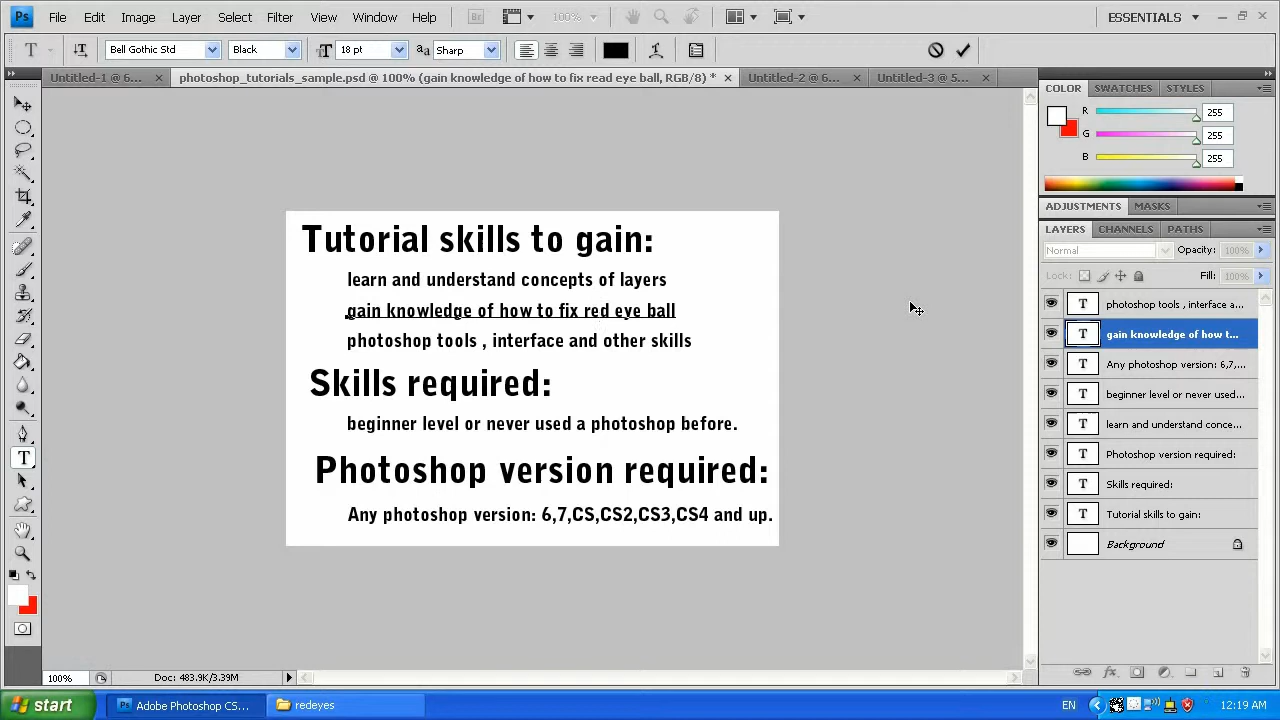 Ps File Edit Image Layer Select Filter View Window Help Br 100% ESSENTIALS
T Bell Gothic Std Black 18 pt Sharp
Untitled-1 @ 6... photoshop_tutorials_sample.psd @ 100% (gain knowledge of how to fix read eye ball, RGB/8) * Untitled-2 @ 6... Untitled-3 @ 5...
COLOR SWATCHES STYLES
R 255
G 255
B 255
ADJUSTMENTS MASKS
LAYERS CHANNELS PATHS
Normal Opacity: 100%
Lock: Fill: 100%
T photoshop tools , interface a...
T gain knowledge of how t...
T Any photoshop version: 6,7,...
T beginner level or never used...
T learn and understand conce...
T Photoshop version required:
T Skills required:
T Tutorial skills to gain:
Background
Tutorial skills to gain:
learn and understand concepts of layers
gain knowledge of how to fix red eye ball
photoshop tools , interface and other skills
Skills required:
beginner level or never used a photoshop before.
Photoshop version required:
Any photoshop version: 6,7,CS,CS2,CS3,CS4 and up.
T
100% Doc: 483.9K/3.39M
start Ps Adobe Photoshop CS... redeyes EN 12:19 AM